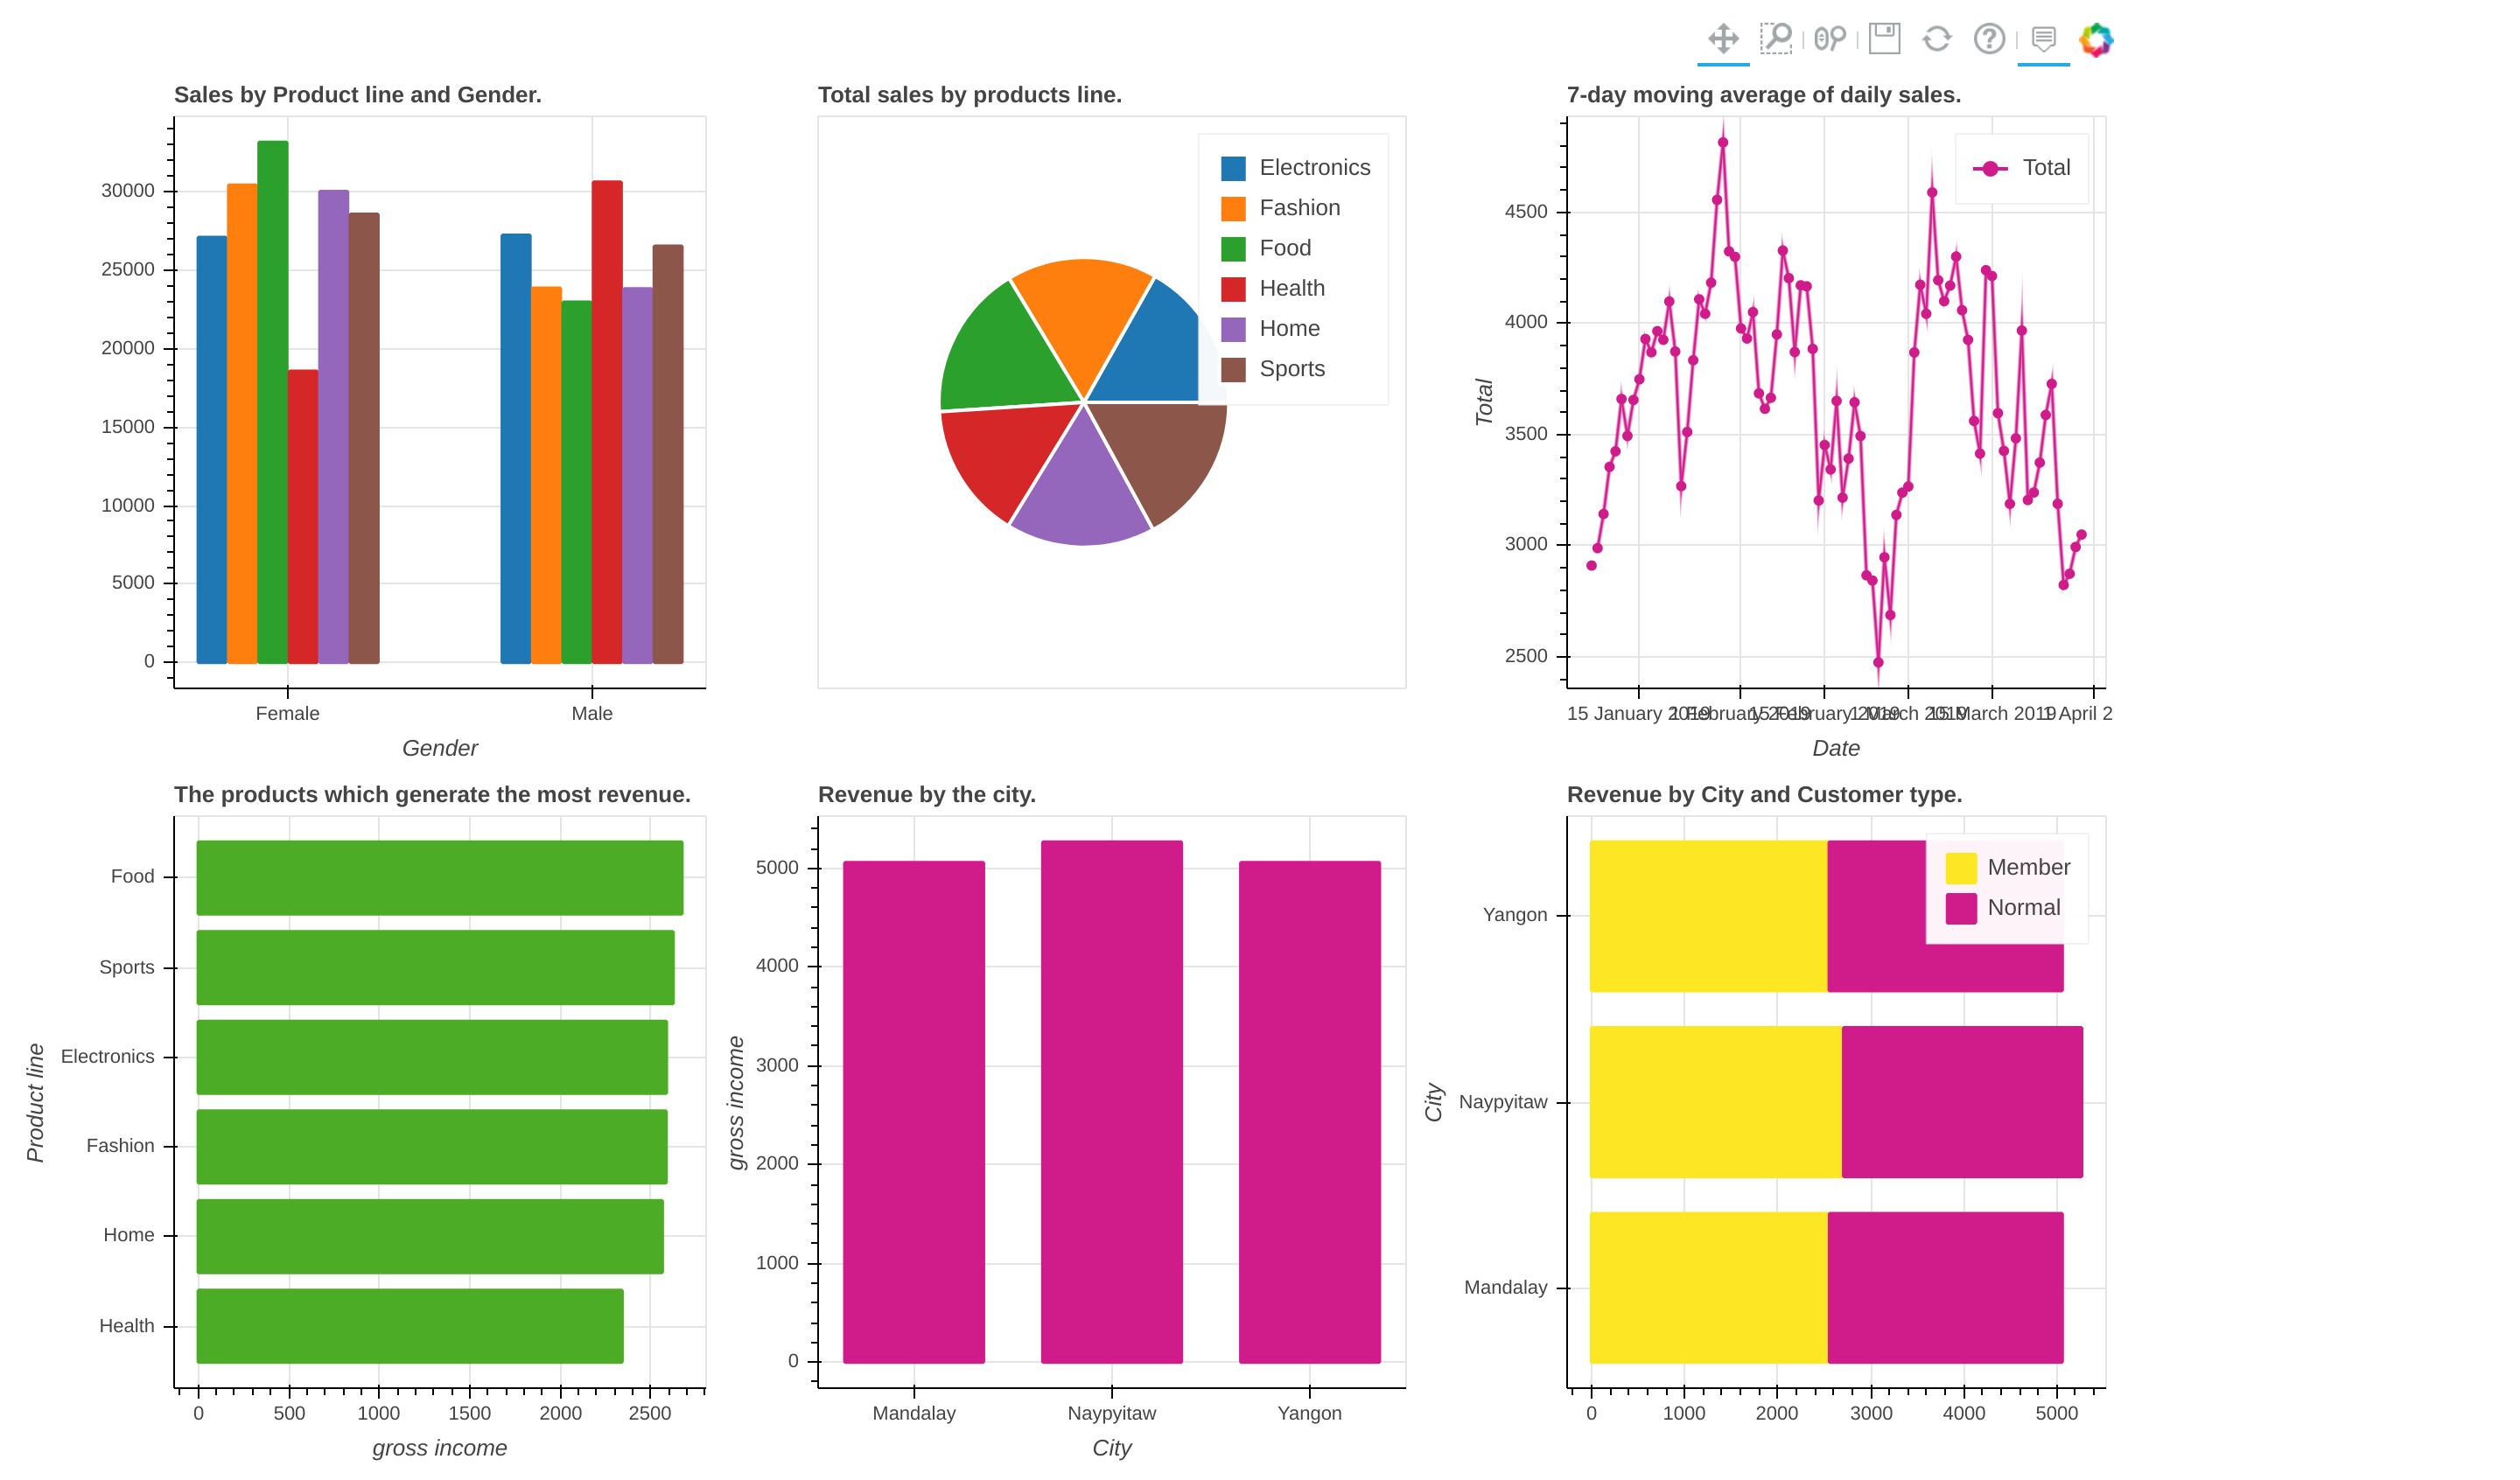 Sales by Product line and Gender.
30000
25000
20000
15000
10000
5000
0
Female
Male
Gender
Total sales by products line.
Electronics
Fashion
Food
Health
Home
Sports
7-day moving average of daily sales.
Total
Total
4500
4000
3500
3000
2500
15 January 2019
1 February 2019
15 February 2019
1 March 2019
15 March 2019
1 April 2
Date
The products which generate the most revenue.
Product line
Food
Sports
Electronics
Fashion
Home
Health
0
500
1000
1500
2000
2500
gross income
Revenue by the city.
gross income
5000
4000
3000
2000
1000
0
Mandalay
Naypyitaw
Yangon
City
Revenue by City and Customer type.
Member
Normal
City
Yangon
Naypyitaw
Mandalay
0
1000
2000
3000
4000
5000